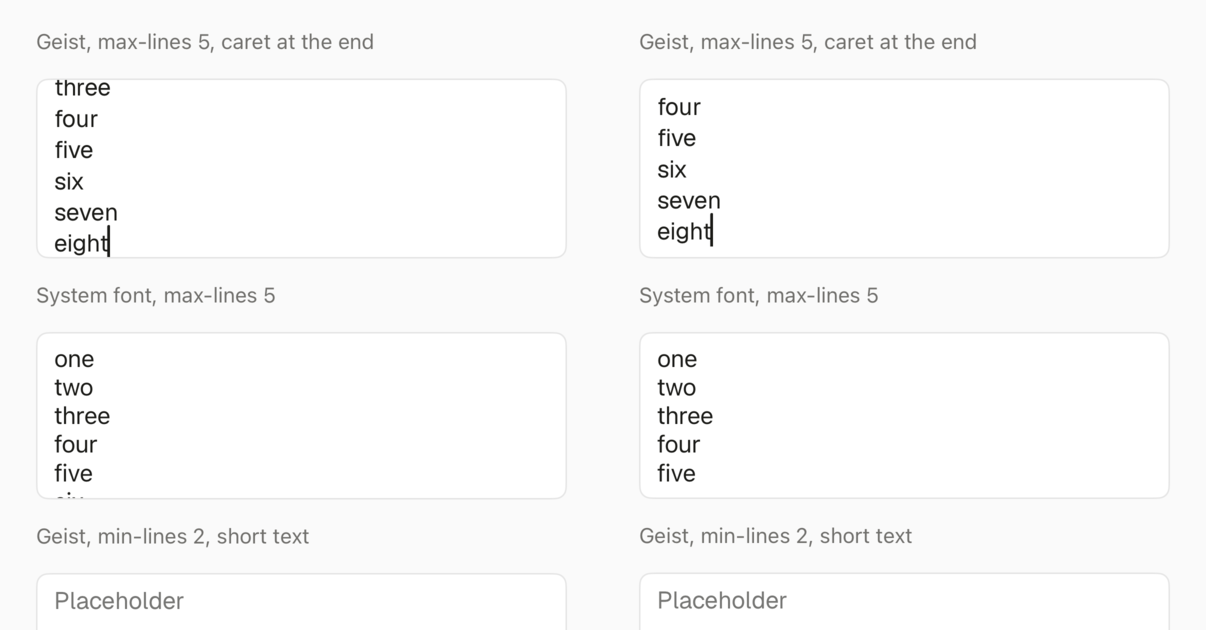 Geist, max-lines 5, caret at the end
three
four
five
six
seven
eight
System font, max-lines 5
one
two
three
four
five
Geist, min-lines 2, short text
Placeholder
Geist, max-lines 5, caret at the end
four
five
six
seven
eight
System font, max-lines 5
one
two
three
four
five
Geist, min-lines 2, short text
Placeholder